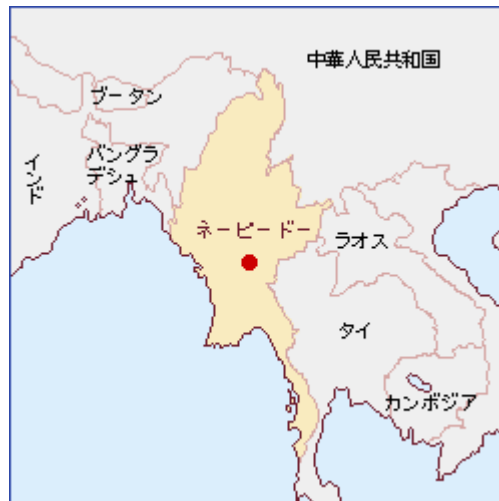 中華人民共和国
ブータン
バングラ
デシュ
インド
ネーピードー
ラオス
タイ
カンボジア